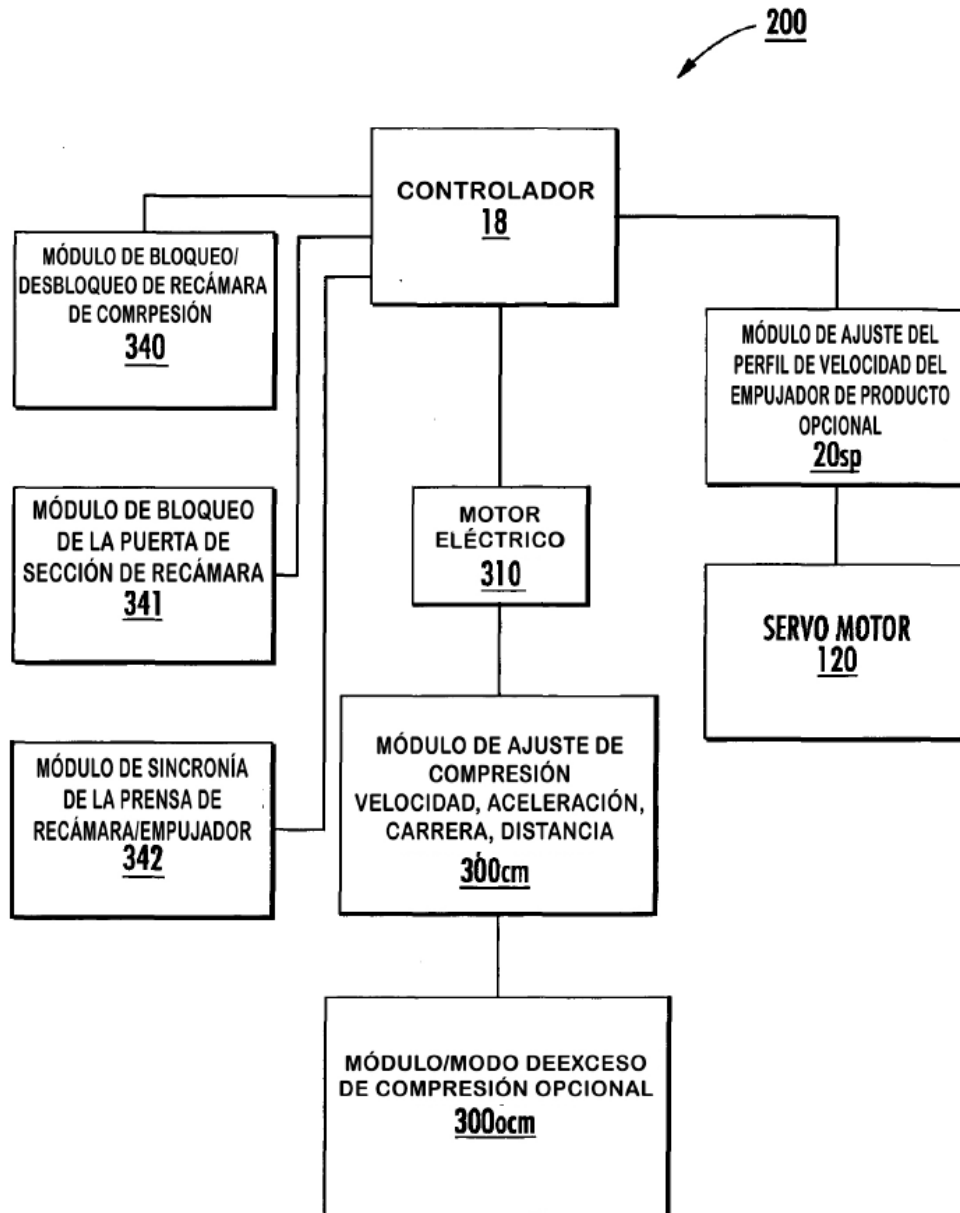 200
CONTROLADOR
18
MÓDULO DE BLOQUEO/
DESBLOQUEO DE RECÁMARA
DE COMRPESIÓN
340
MÓDULO DE AJUSTE DEL
PERFIL DE VELOCIDAD DEL
EMPUJADOR DE PRODUCTO
OPCIONAL
20sp
MÓDULO DE BLOQUEO
DE LA PUERTA DE
SECCIÓN DE RECÁMARA
341
MOTOR
ELÉCTRICO
310
SERVO MOTOR
120
MÓDULO DE SINCRONÍA
DE LA PRENSA DE
RECÁMARA/EMPUJADOR
342
MÓDULO DE AJUSTE DE
COMPRESIÓN
VELOCIDAD, ACELERACIÓN,
CARRERA, DISTANCIA
300cm
MÓDULO/MODO DEEXCESO
DE COMPRESIÓN OPCIONAL
300ocm